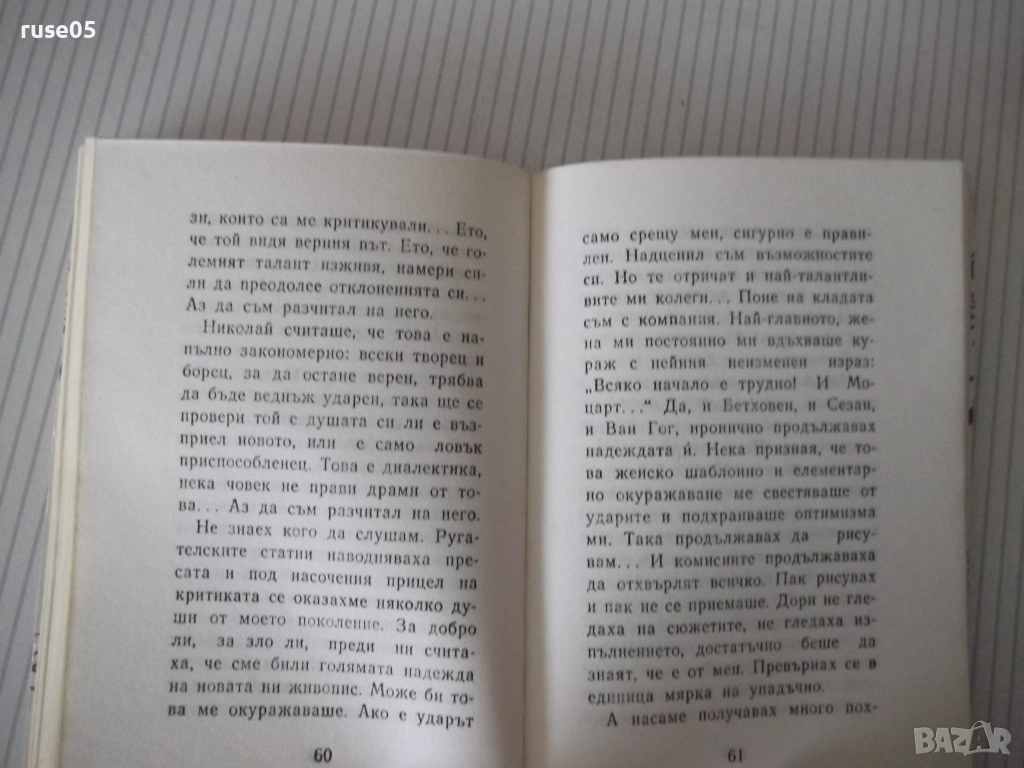 ruse05
зи, които са ме критикували... Ето,
че той видя верния път. Ето, че го-
лемият талант изживя, намери си-
ли да преодолее отклоненията си...
Аз да съм разчитал на него.
Николай считаше, че това е на-
пълно закономерно: всеки творец и
борец, за да остане верен, трябва
да бъде веднъж ударен, така ще се
провери той с душата си ли е въз-
приел новото, или е само ловък
приспособленец. Това е диалектика,
нека човек не прави драми от то-
ва... Аз да съм разчитал на него.
Не знаех кого да слушам. Руга-
телските статии наводняваха пре-
сата и под насочения прицел на
критиката се оказахме няколко ду-
ши от моето поколение. За добро
ли, за зло ли, преди ни счита-
ха, че сме били голямата надежда
на новата ни живопис. Може би то-
ва ме окуражаваше. Ако е ударът
60
само срещу мен, сигурно е прави-
лен. Надценил съм възможностите
си. Но те отричат и най-талантли-
вите ми колеги... Поне на кладата
съм с компания. Най-главното, же-
на ми постоянно ми вдъхваше ку-
раж с нейния неизменен израз:
„Всяко начало е трудно! И Мо-
царт...“ Да, и Бетховен, и Сезан,
и Ван Гог, иронично продължавах
надеждата ѝ. Нека призная, че то-
ва женско шаблонно и елементар-
но окуражаване ме свестяваше от
ударите и подхранваше оптимизма
ми. Така продължавах да рису-
вам... И комисиите продължаваха
да отхвърлят всичко. Пак рисувах
и пак не се приемаше. Дори не гле-
даха на сюжетите, не гледаха из-
пълнението, достатъчно беше да
знаят, че е от мен. Превърнах се в
единица мярка на упадъчно.
А насаме получавах много пох-
61
BAZAR